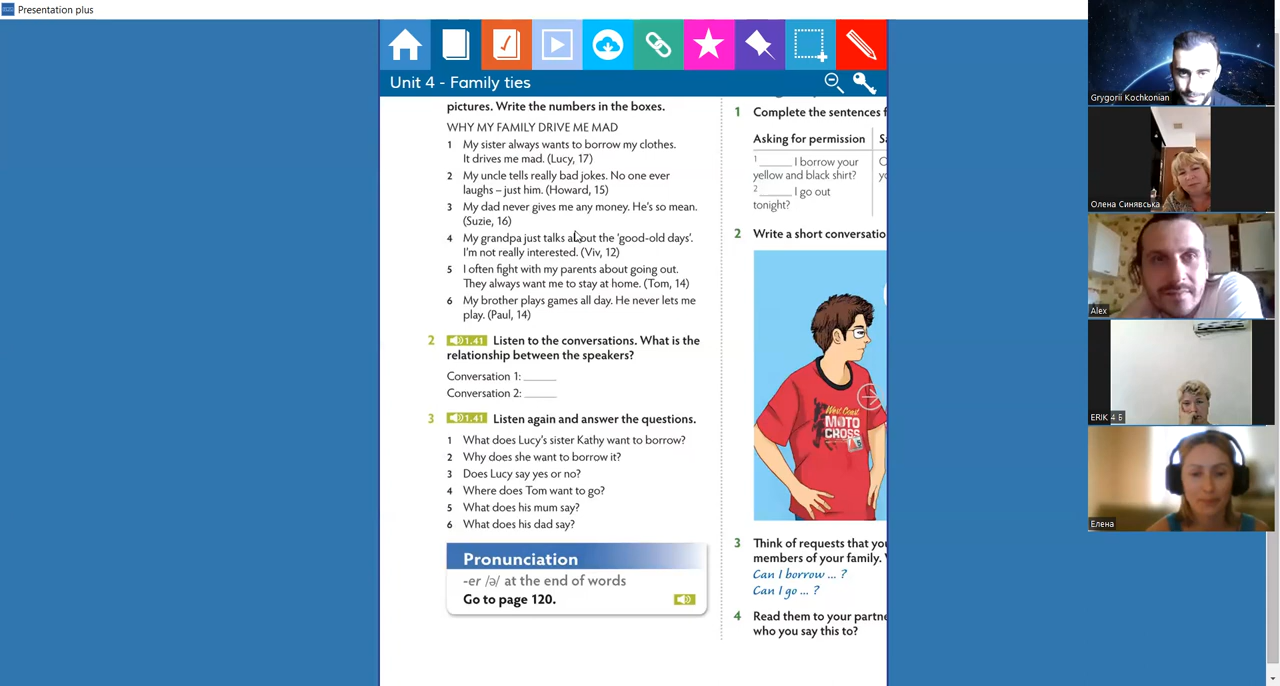 Presentation plus
Unit 4 - Family ties
pictures. Write the numbers in the boxes.
WHY MY FAMILY DRIVE ME MAD
1 My sister always wants to borrow my clothes.
It drives me mad. (Lucy, 17)
2 My uncle tells really bad jokes. No one ever
laughs – just him. (Howard, 15)
3 My dad never gives me any money. He's so mean.
(Suzie, 16)
4 My grandpa just talks about the 'good-old days'.
I'm not really interested. (Viv, 12)
5 I often fight with my parents about going out.
They always want me to stay at home. (Tom, 14)
6 My brother plays games all day. He never lets me
play. (Paul, 14)
2 1.41 Listen to the conversations. What is the
relationship between the speakers?
Conversation 1: ______
Conversation 2: ______
3 1.41 Listen again and answer the questions.
1 What does Lucy's sister Kathy want to borrow?
2 Why does she want to borrow it?
3 Does Lucy say yes or no?
4 Where does Tom want to go?
5 What does his mum say?
6 What does his dad say?
Pronunciation
-er /ə/ at the end of words
Go to page 120.
1 Complete the sentences f
Asking for permission
1 ______ I borrow your
yellow and black shirt?
2 ______ I go out
tonight?
2 Write a short conversatio
West Coast
MOTO
CROSS
3 Think of requests that you
members of your family.
Can I borrow ... ?
Can I go ... ?
4 Read them to your partne
who you say this to?
Grygorii Kochkonian
Олена Синявська
Alex
ERIK 4 Б
Елена